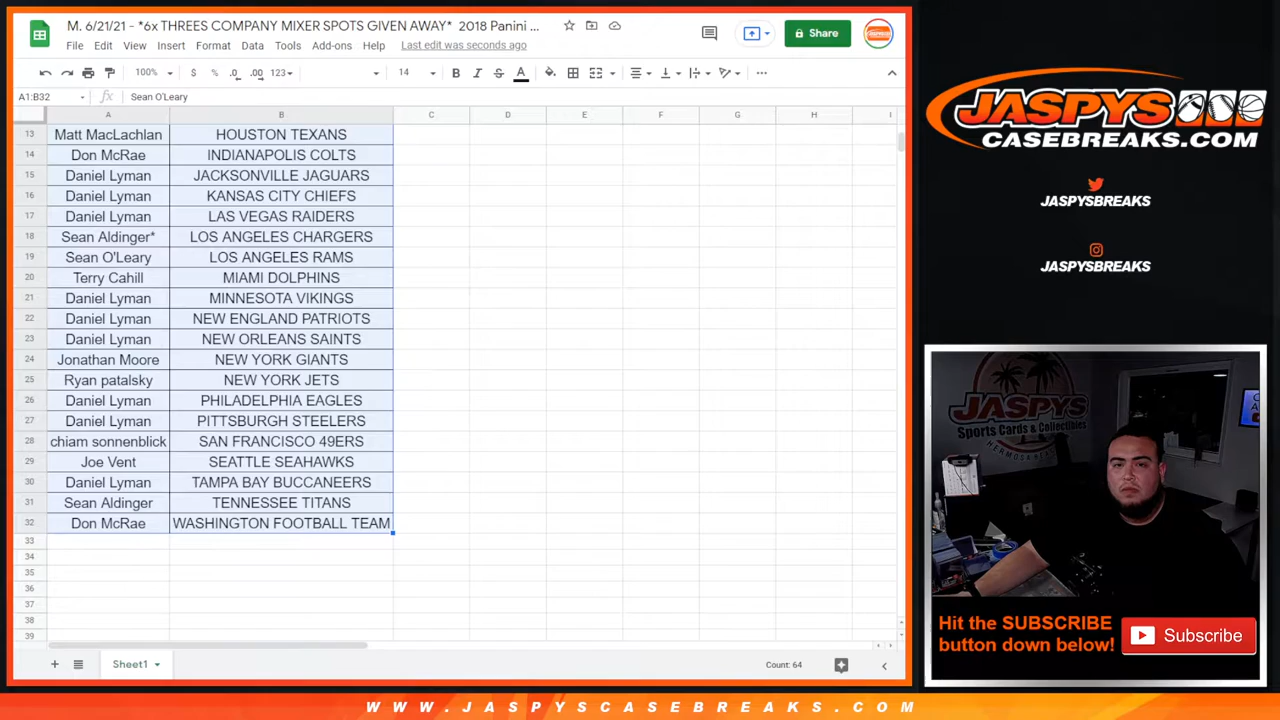 M. 6/21/21 - *6x THREES COMPANY MIXER SPOTS GIVEN AWAY* 2018 Panini ...
File Edit View Insert Format Data Tools Add-ons Help Last edit was seconds ago
Share
100% $ % .0 .00 123 14 B I S A
A1:B32 fx Sean O'Leary
A B C D E F G H I
13 Matt MacLachlan HOUSTON TEXANS
14 Don McRae INDIANAPOLIS COLTS
15 Daniel Lyman JACKSONVILLE JAGUARS
16 Daniel Lyman KANSAS CITY CHIEFS
17 Daniel Lyman LAS VEGAS RAIDERS
18 Sean Aldinger* LOS ANGELES CHARGERS
19 Sean O'Leary LOS ANGELES RAMS
20 Terry Cahill MIAMI DOLPHINS
21 Daniel Lyman MINNESOTA VIKINGS
22 Daniel Lyman NEW ENGLAND PATRIOTS
23 Daniel Lyman NEW ORLEANS SAINTS
24 Jonathan Moore NEW YORK GIANTS
25 Ryan patalsky NEW YORK JETS
26 Daniel Lyman PHILADELPHIA EAGLES
27 Daniel Lyman PITTSBURGH STEELERS
28 chiam sonnenblick SAN FRANCISCO 49ERS
29 Joe Vent SEATTLE SEAHAWKS
30 Daniel Lyman TAMPA BAY BUCCANEERS
31 Sean Aldinger TENNESSEE TITANS
32 Don McRae WASHINGTON FOOTBALL TEAM
33
34
35
36
37
38
39
Sheet1
Count: 64
JASPYS
CASEBREAKS.COM
JASPYSBREAKS
JASPYSBREAKS
JASPYS
Sports Cards & Collectibles
Hit the SUBSCRIBE
button down below!
Subscribe
WWW.JASPYSCASEBREAKS.COM